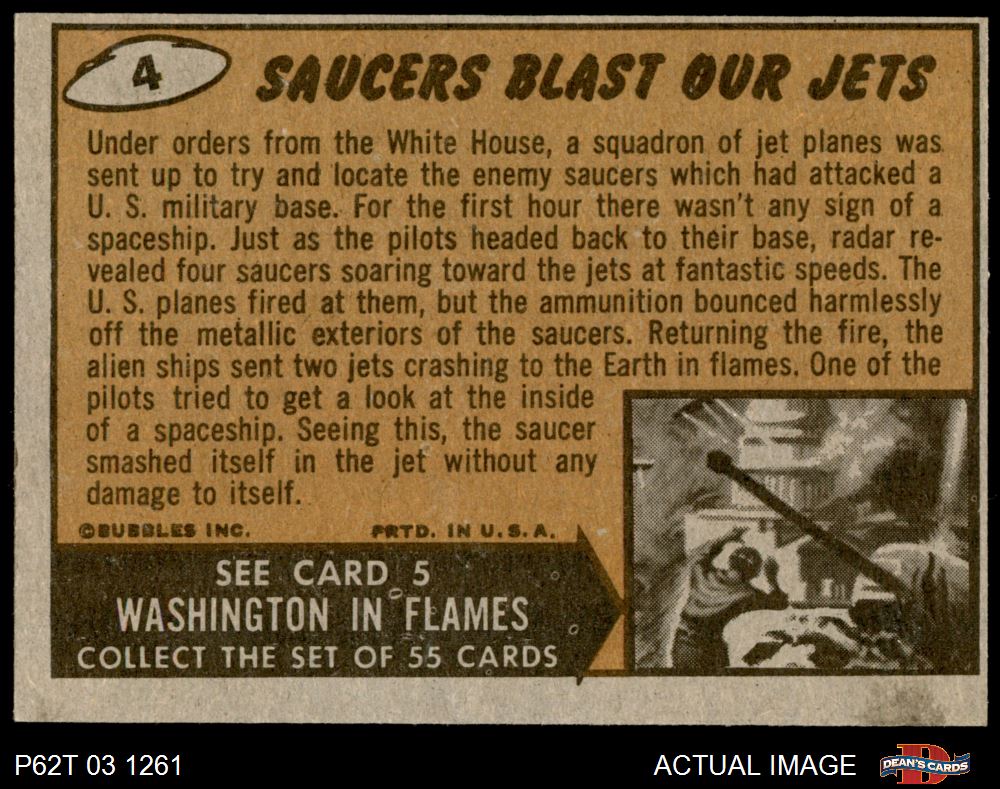 4
SAUCERS BLAST OUR JETS
Under orders from the White House, a squadron of jet planes was
sent up to try and locate the enemy saucers which had attacked a
U. S. military base. For the first hour there wasn't any sign of a
spaceship. Just as the pilots headed back to their base, radar re-
vealed four saucers soaring toward the jets at fantastic speeds. The
U. S. planes fired at them, but the ammunition bounced harmlessly
off the metallic exteriors of the saucers. Returning the fire, the
alien ships sent two jets crashing to the Earth in flames. One of the
pilots tried to get a look at the inside
of a spaceship. Seeing this, the saucer
smashed itself in the jet without any
damage to itself.
©BUBBLES INC. PRTD. IN U.S.A.
SEE CARD 5
WASHINGTON IN FLAMES
COLLECT THE SET OF 55 CARDS
P62T 03 1261
ACTUAL IMAGE
D
DEAN'S CARDS